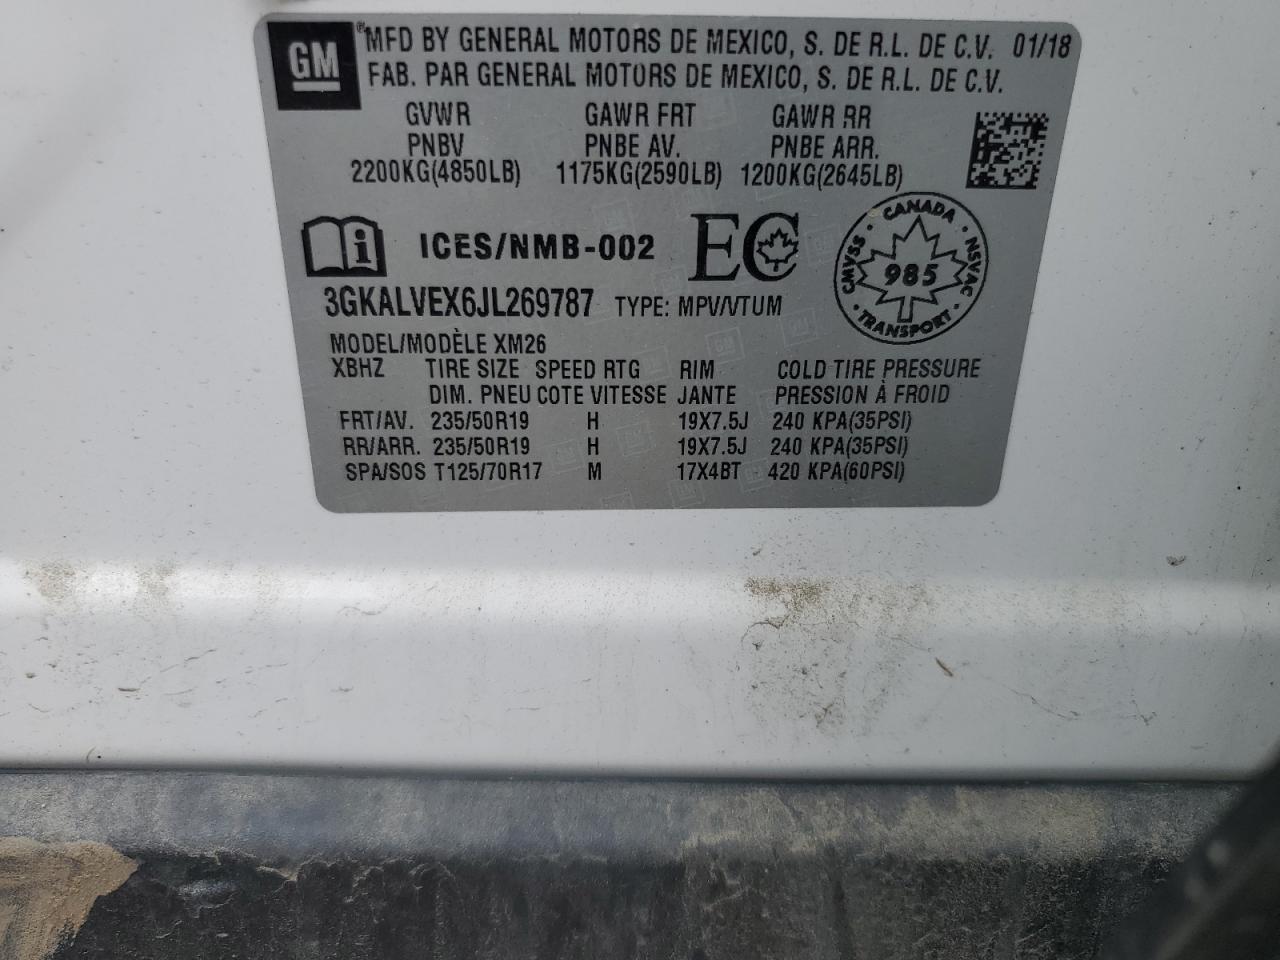 GM
® MFD BY GENERAL MOTORS DE MEXICO, S. DE R.L. DE C.V. 01/18
FAB. PAR GENERAL MOTORS DE MEXICO, S. DE R.L. DE C.V.
GVWR GAWR FRT GAWR RR
PNBV PNBE AV. PNBE ARR.
2200KG(4850LB) 1175KG(2590LB) 1200KG(2645LB)
i ICES/NMB-002 EC
CANADA
CMVSS 985 NSVAC
TRANSPORT
3GKALVEX6JL269787 TYPE: MPV/VTUM
MODEL/MODÈLE XM26
XBHZ TIRE SIZE SPEED RTG RIM COLD TIRE PRESSURE
DIM. PNEU COTE VITESSE JANTE PRESSION À FROID
FRT/AV. 235/50R19 H 19X7.5J 240 KPA(35PSI)
RR/ARR. 235/50R19 H 19X7.5J 240 KPA(35PSI)
SPA/SOS T125/70R17 M 17X4BT 420 KPA(60PSI)